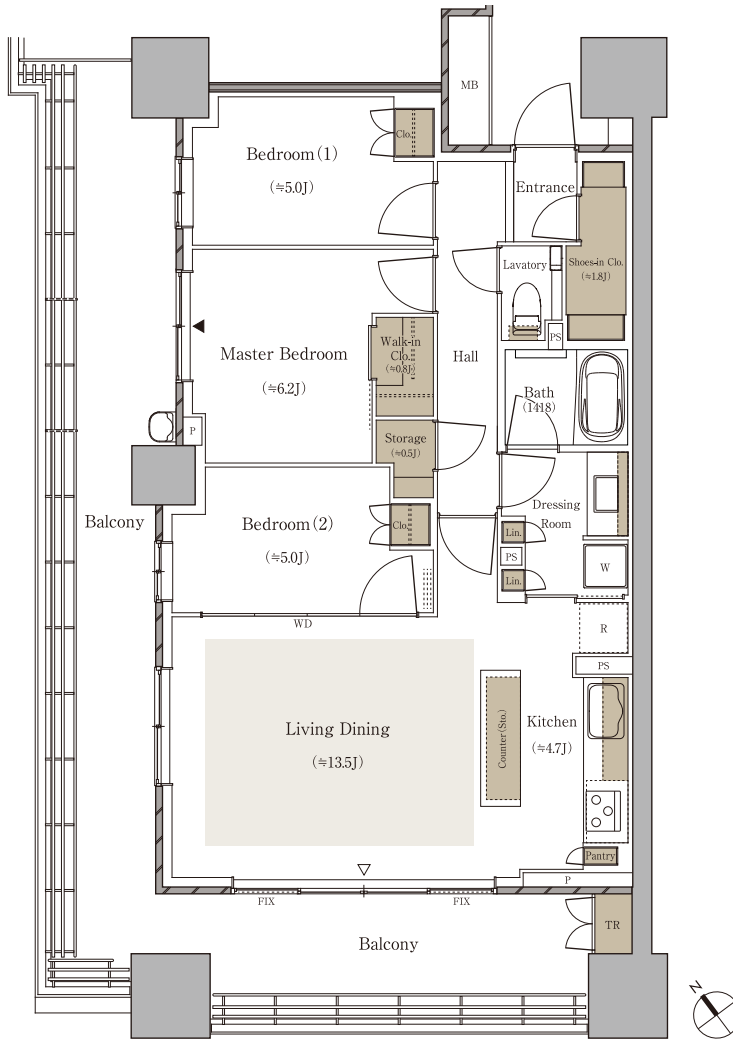 MB
Clo.
Bedroom(1)
(≒5.0J)
Entrance
Lavatory
Shoes-in Clo.
(≒1.8J)
PS
Walk-in
Clo.
(≒0.8J)
Master Bedroom
(≒6.2J)
Hall
Bath
(1418)
P
Storage
(≒0.5J)
Dressing
Room
Balcony
Bedroom(2)
(≒5.0J)
Clo.
Lin.
PS
Lin.
W
WD
R
PS
Living Dining
(≒13.5J)
Counter(Sto.)
Kitchen
(≒4.7J)
Pantry
P
FIX
FIX
TR
Balcony
N